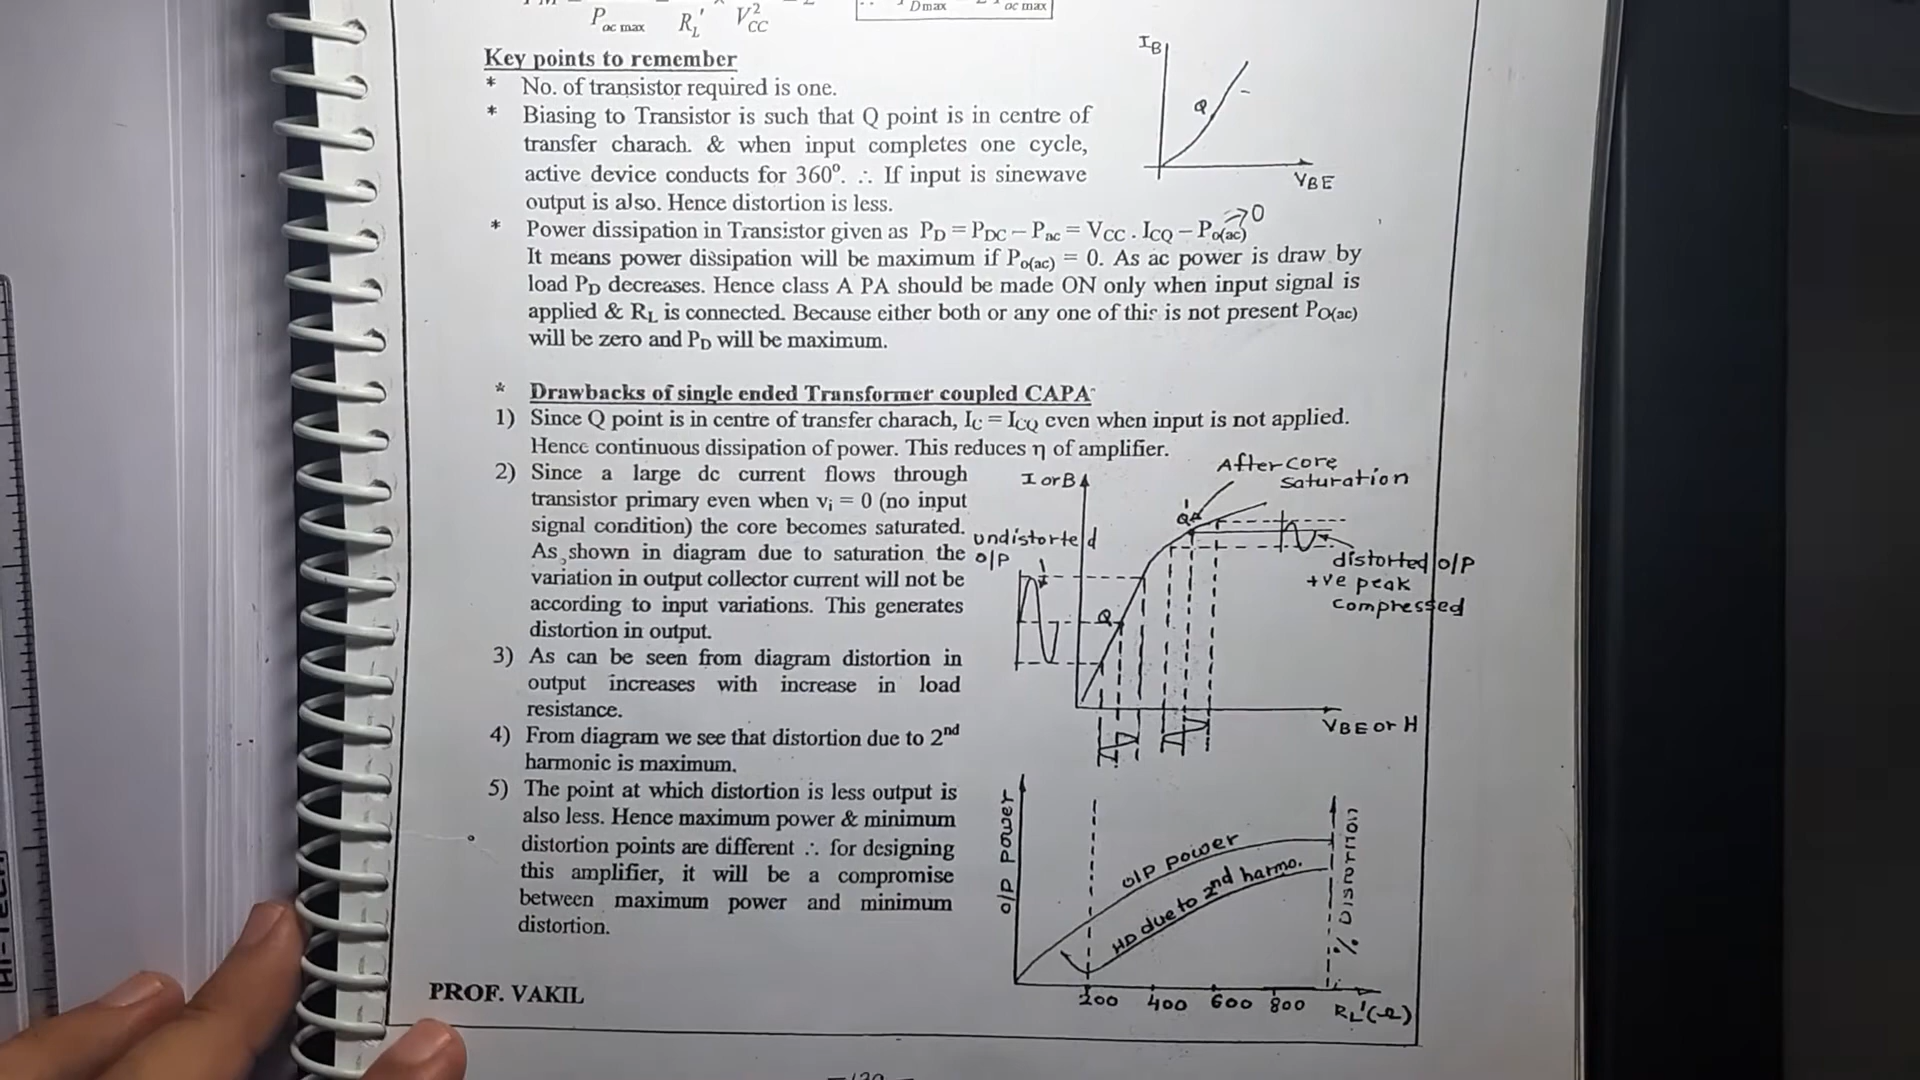 P ac max R_L' V²_CC
Dmax ac max
Key points to remember
* No. of transistor required is one.
* Biasing to Transistor is such that Q point is in centre of
transfer charach. & when input completes one cycle,
active device conducts for 360°. ∴ If input is sinewave
output is also. Hence distortion is less.
I_B
Q
V_BE
* Power dissipation in Transistor given as P_D = P_DC – P_ac = V_CC . I_CQ – P_o(ac) → 0
It means power dissipation will be maximum if P_o(ac) = 0. As ac power is draw by
load P_D decreases. Hence class A PA should be made ON only when input signal is
applied & R_L is connected. Because either both or any one of this is not present P_O(ac)
will be zero and P_D will be maximum.
* Drawbacks of single ended Transformer coupled CAPA
1) Since Q point is in centre of transfer charach, I_C = I_CQ even when input is not applied.
Hence continuous dissipation of power. This reduces η of amplifier.
2) Since a large dc current flows through
transistor primary even when v_i = 0 (no input
signal condition) the core becomes saturated.
As shown in diagram due to saturation the
variation in output collector current will not be
according to input variations. This generates
distortion in output.
3) As can be seen from diagram distortion in
output increases with increase in load
resistance.
4) From diagram we see that distortion due to 2nd
harmonic is maximum.
5) The point at which distortion is less output is
also less. Hence maximum power & minimum
distortion points are different ∴ for designing
this amplifier, it will be a compromise
between maximum power and minimum
distortion.
I or B
After core
saturation
undistorted
O/P
Q'
Q
distorted O/P
+ve peak
compressed
V_BE or H
O/P power
O/P power
HD due to 2nd harmo.
% Distortion
200 400 600 800 R_L'(Ω)
PROF. VAKIL